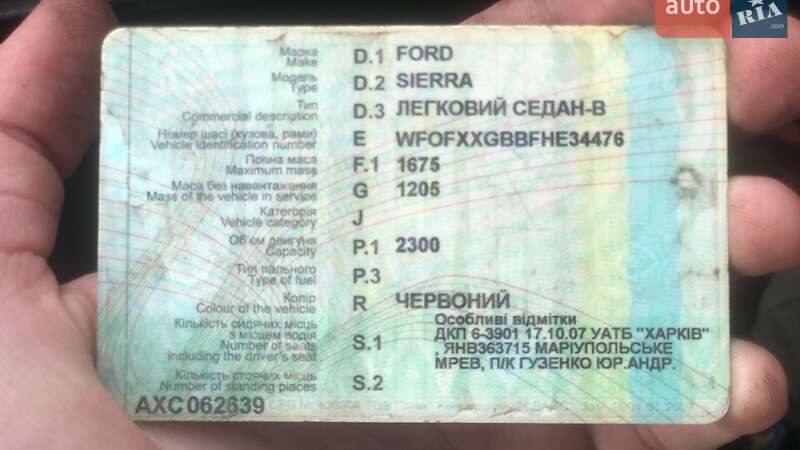 auto RIA.com
Марка D.1 FORD
Make
Модель D.2 SIERRA
Type
Тип D.3 ЛЕГКОВИЙ СЕДАН-В
Commercial description
Номер шасі (кузова, рами) E WFOFXXGBBFHE34476
Vehicle identification number
Повна маса F.1 1675
Maximum mass
Маса без навантаження G 1205
Mass of the vehicle in service
Категорія J
Vehicle category
Об'єм двигуна P.1 2300
Capacity
Тип пального P.3
Type of fuel
Колір R ЧЕРВОНИЙ
Colour of the vehicle
Кількість сидячих місць S.1 Особливі відмітки
з місцем водія ДКП 6-3901 17.10.07 УАТБ "ХАРКІВ"
Number of seats , ЯНВ363715 МАРІУПОЛЬСЬКЕ
including the driver's seat МРЕВ, П/К ГУЗЕНКО ЮР.АНДР.
Кількість стоячих місць S.2
Number of standing places
АХС 062639